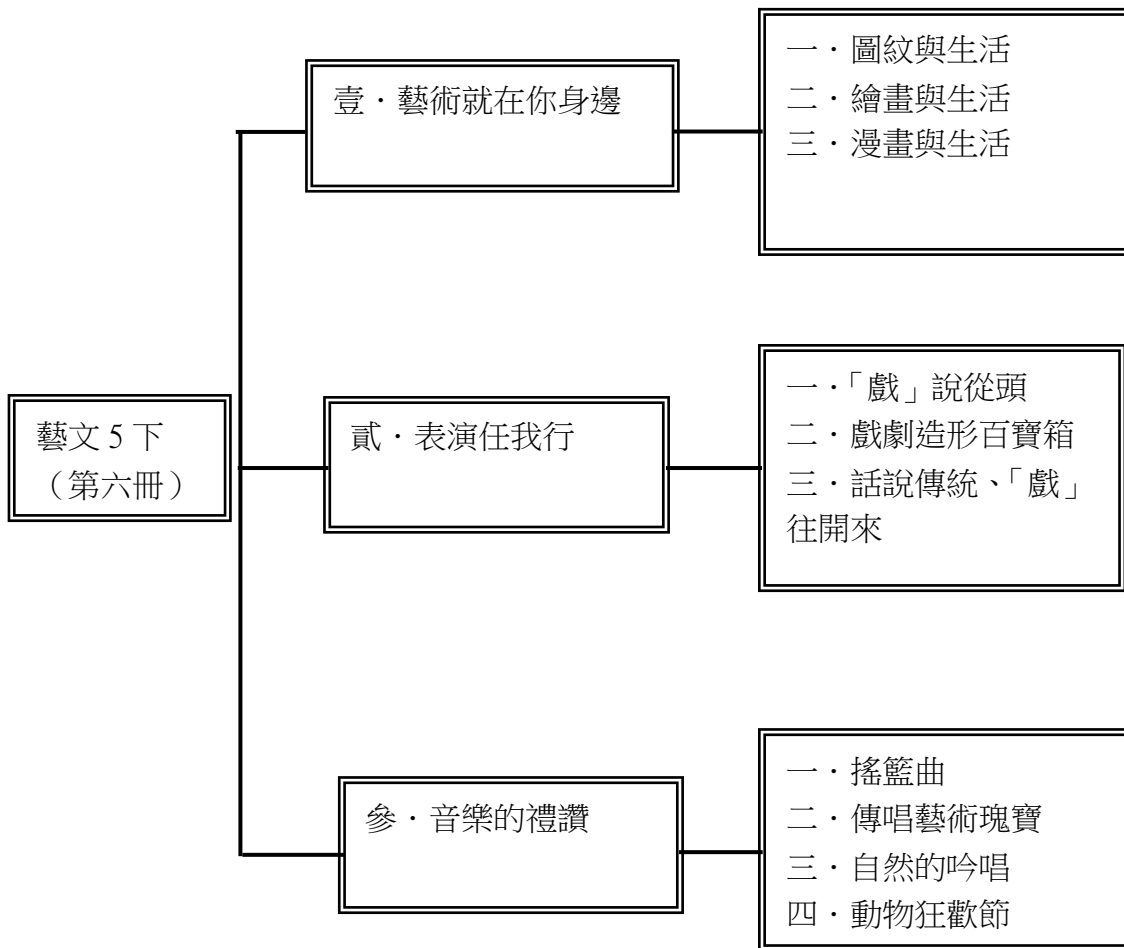 藝文 5 下
（第六冊）
壹．藝術就在你身邊
一．圖紋與生活
二．繪畫與生活
三．漫畫與生活
貳．表演任我行
一．「戲」說從頭
二．戲劇造形百寶箱
三．話說傳統、「戲」
往開來
參．音樂的禮讚
一．搖籃曲
二．傳唱藝術瑰寶
三．自然的吟唱
四．動物狂歡節